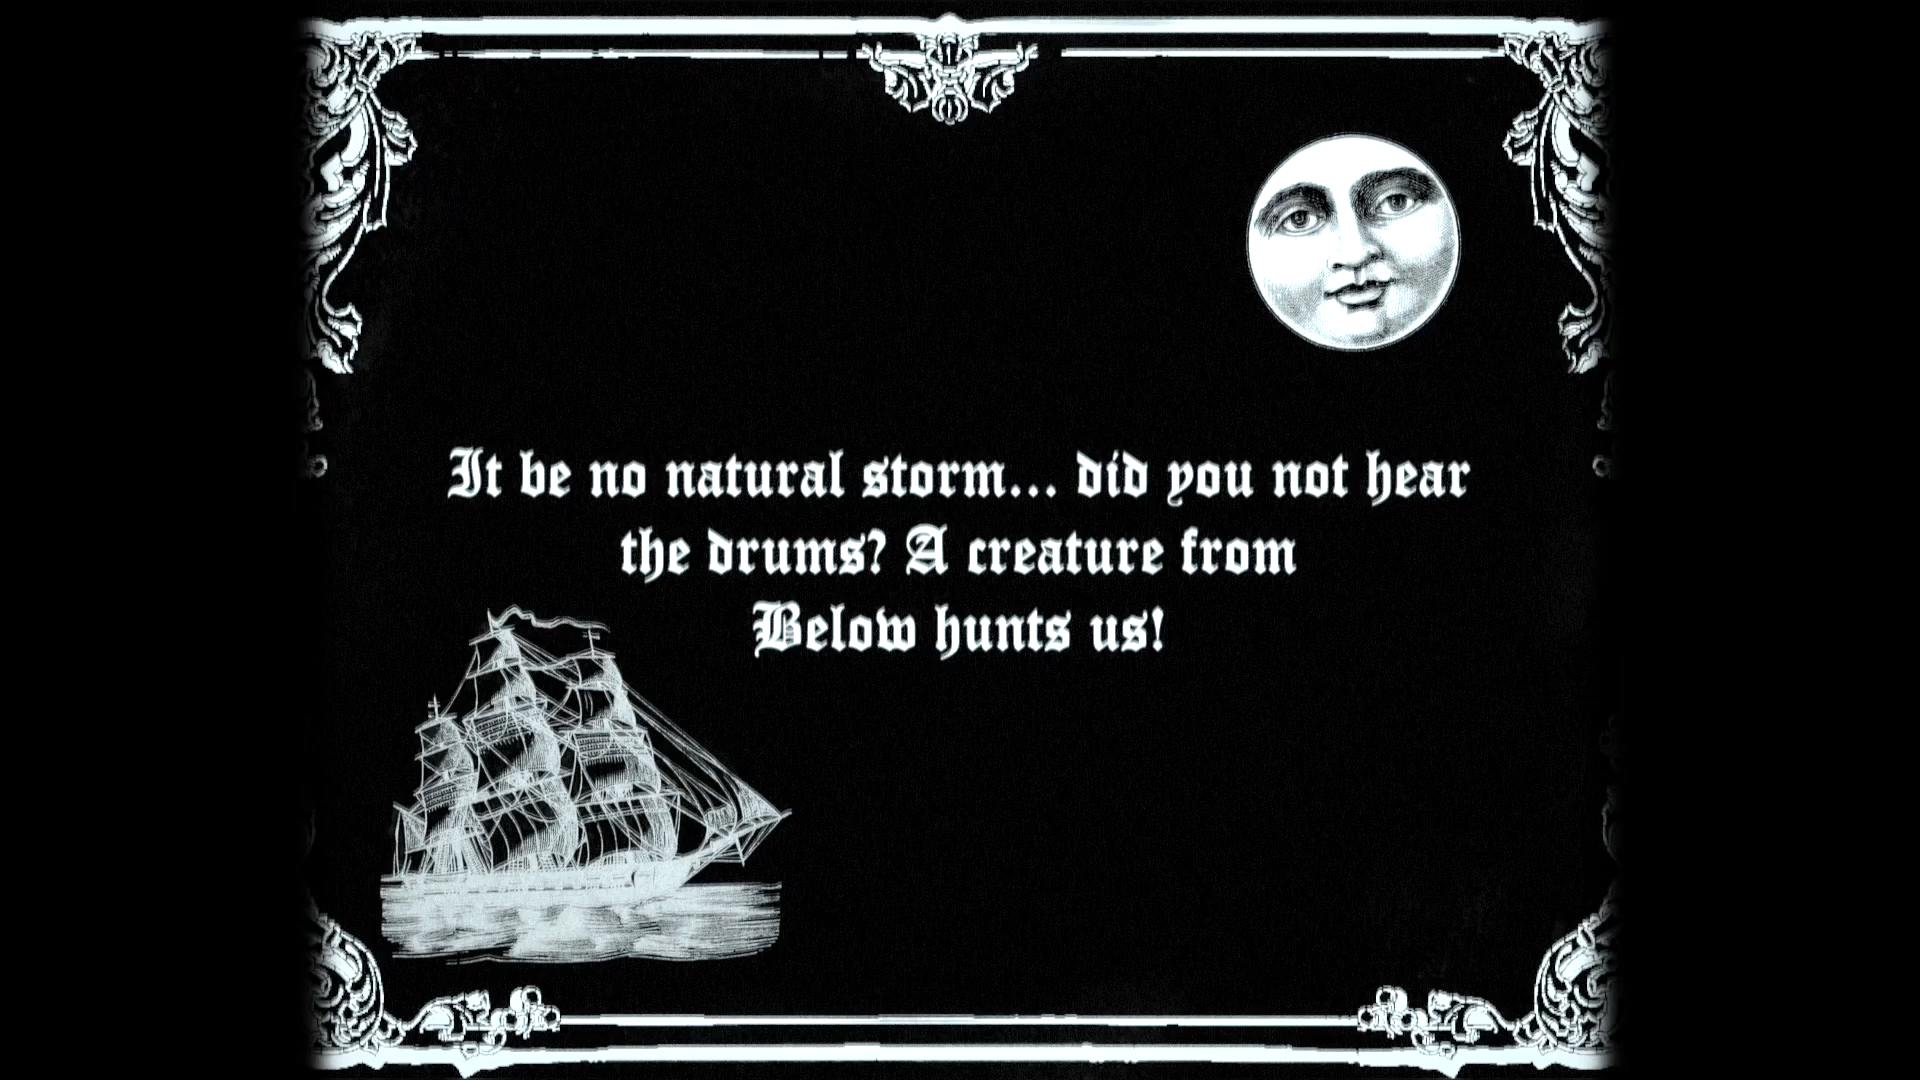 It be no natural storm... did you not hear
the drums? A creature from
Below hunts us!